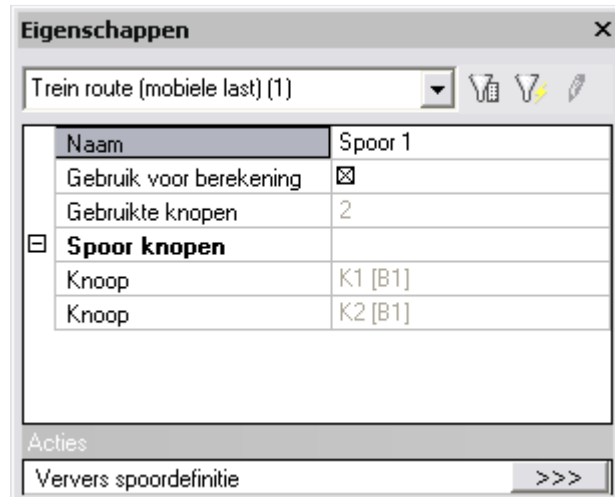 Eigenschappen
Trein route (mobiele last) (1)
Naam Spoor 1
Gebruik voor berekening
Gebruikte knopen 2
Spoor knopen
Knoop K1 [B1]
Knoop K2 [B1]
Acties
Ververs spoordefinitie >>>